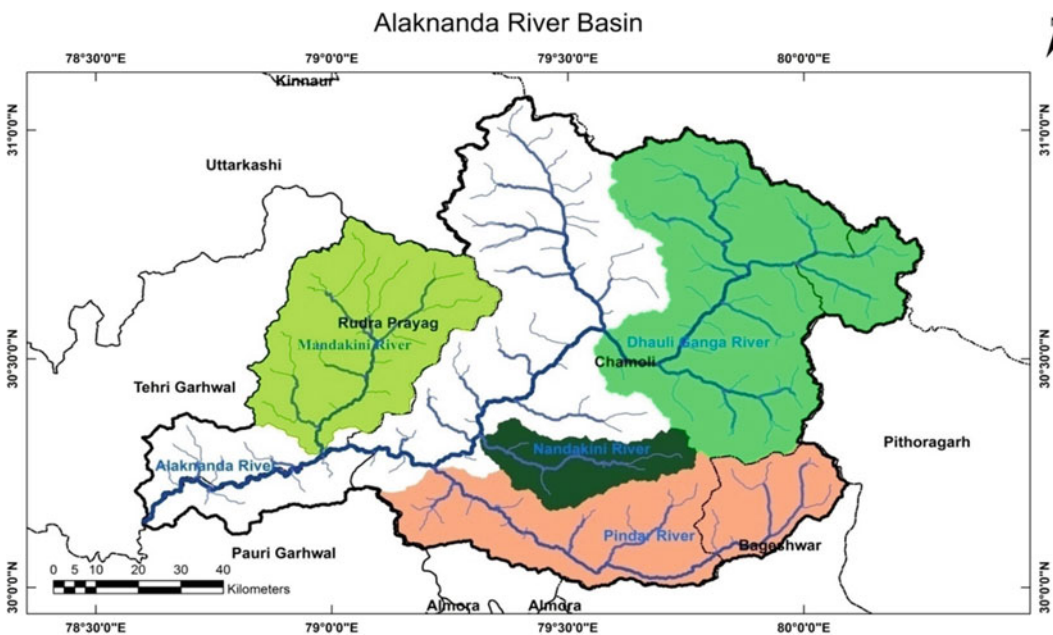 Alaknanda River Basin
78°30'0"E
79°0'0"E
79°30'0"E
80°0'0"E
Kinnaur
31°0'0"N
31°0'0"N
Uttarkashi
Rudra Prayag
Mandakini River
Dhauli Ganga River
Chamoli
30°30'0"N
30°30'0"N
Tehri Garhwal
Pithoragarh
Nandakini River
Alaknanda River
Pindar River
Pauri Garhwal
Bageshwar
0 5 10 20 30 40
Kilometers
30°0'0"N
30°0'0"N
Almora
Almora
78°30'0"E
79°0'0"E
79°30'0"E
80°0'0"E